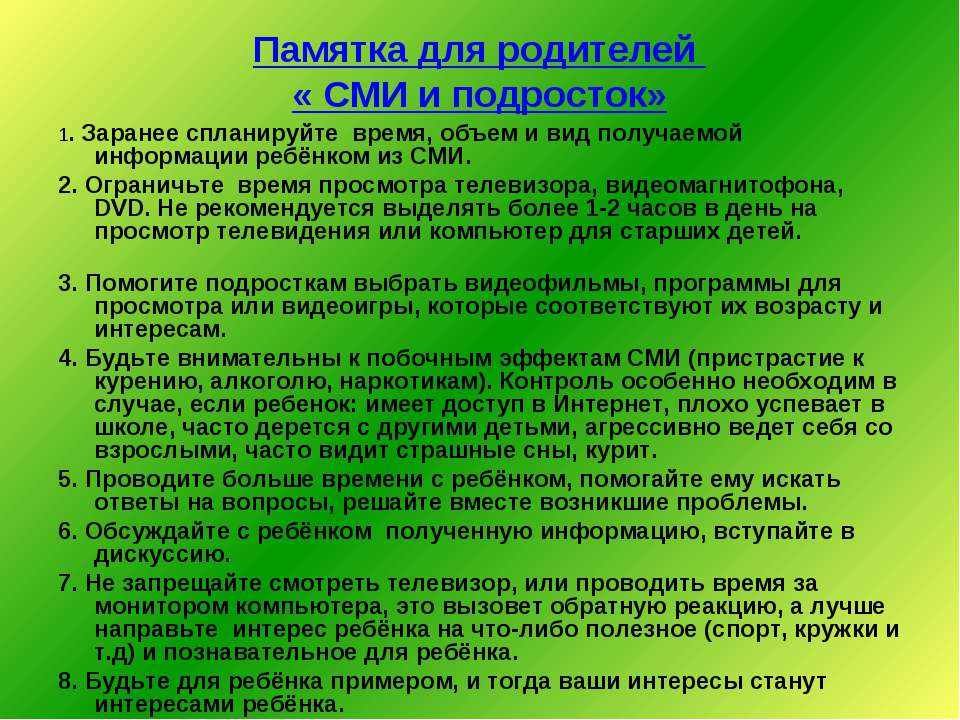 Памятка для родителей
« СМИ и подросток»
1. Заранее спланируйте время, объем и вид получаемой
информации ребёнком из СМИ.
2. Ограничьте время просмотра телевизора, видеомагнитофона,
DVD. Не рекомендуется выделять более 1-2 часов в день на
просмотр телевидения или компьютер для старших детей.
3. Помогите подросткам выбрать видеофильмы, программы для
просмотра или видеоигры, которые соответствуют их возрасту и
интересам.
4. Будьте внимательны к побочным эффектам СМИ (пристрастие к
курению, алкоголю, наркотикам). Контроль особенно необходим в
случае, если ребенок: имеет доступ в Интернет, плохо успевает в
школе, часто дерется с другими детьми, агрессивно ведет себя со
взрослыми, часто видит страшные сны, курит.
5. Проводите больше времени с ребёнком, помогайте ему искать
ответы на вопросы, решайте вместе возникшие проблемы.
6. Обсуждайте с ребёнком полученную информацию, вступайте в
дискуссию.
7. Не запрещайте смотреть телевизор, или проводить время за
монитором компьютера, это вызовет обратную реакцию, а лучше
направьте интерес ребёнка на что-либо полезное (спорт, кружки и
т.д) и познавательное для ребёнка.
8. Будьте для ребёнка примером, и тогда ваши интересы станут
интересами ребёнка.